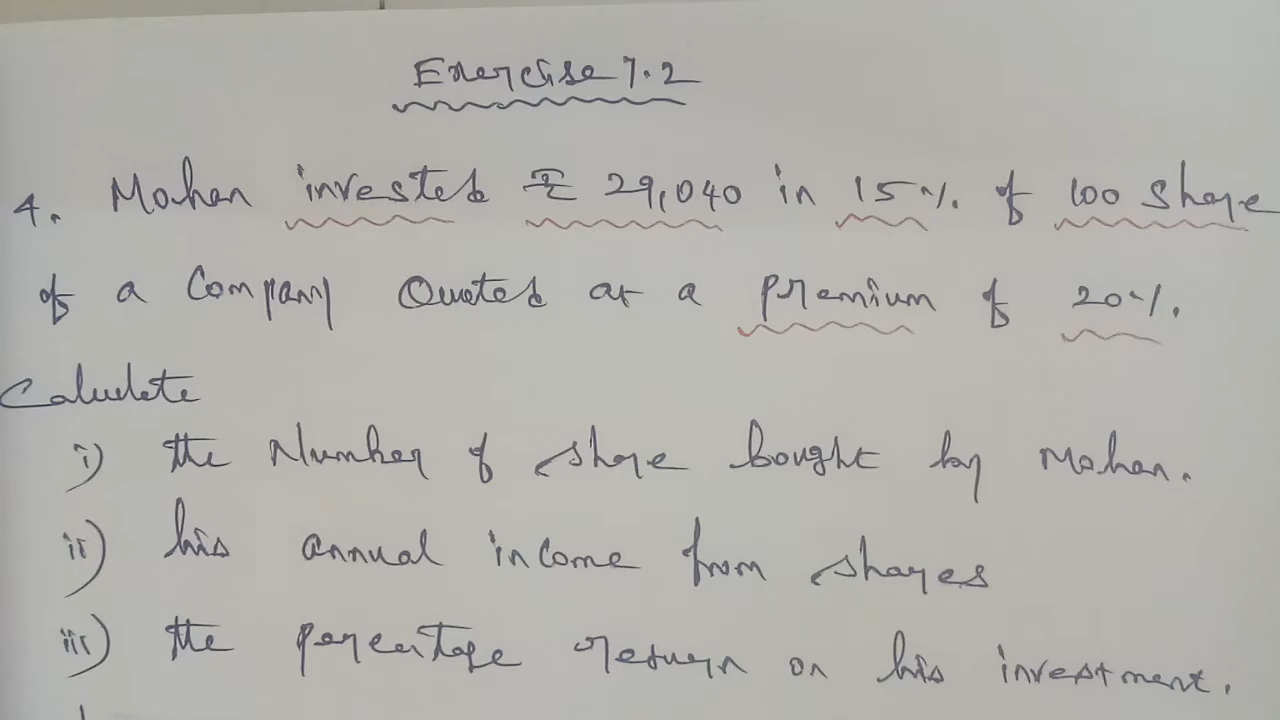 Exercise 7.2
4. Mohan invested ₹ 29,040 in 15% of 100 share
of a Company Quoted at a premium of 20%.
Calculate
i) the Number of share bought by Mohan.
ii) his annual income from shares
iii) the percentage return on his investment.